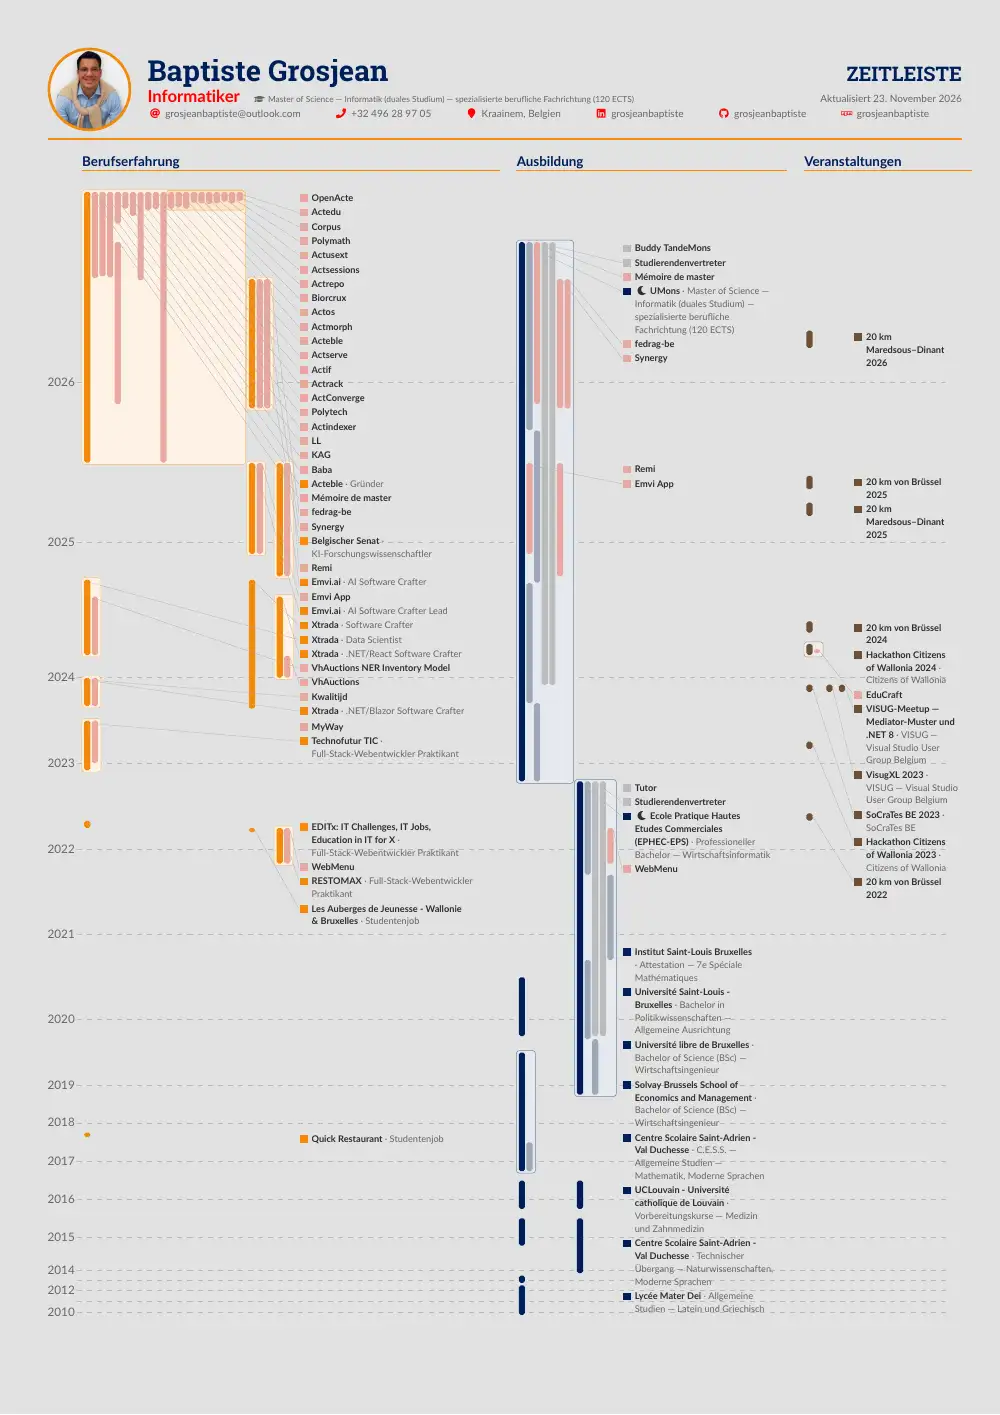 Baptiste Grosjean
ZEITLEISTE
Informatiker
Master of Science — Informatik (duales Studium) — spezialisierte berufliche Fachrichtung (120 ECTS)
Aktualisiert 23. November 2026
grosjeanbaptiste@outlook.com
+32 496 28 97 05
Kraainem, Belgien
grosjeanbaptiste
grosjeanbaptiste
grosjeanbaptiste
Berufserfahrung
OpenActe
Actedu
Corpus
Polymath
Actusext
Actsessions
Actrepo
Biorcrux
Actos
Actmorph
Acteble
Actserve
Actif
Actrack
ActConverge
Polytech
Actindexer
LL
KAG
Baba
Acteble · Gründer
Mémoire de master
fedrag-be
Synergy
Belgischer Senat ·
KI-Forschungswissenschaftler
Remi
Emvi.ai · AI Software Crafter
Emvi App
Emvi.ai · AI Software Crafter Lead
Xtrada · Software Crafter
Xtrada · Data Scientist
Xtrada · .NET/React Software Crafter
VhAuctions NER Inventory Model
VhAuctions
Kwalitijd
Xtrada · .NET/Blazor Software Crafter
MyWay
Technofutur TIC ·
Full-Stack-Webentwickler Praktikant
EDITx: IT Challenges, IT Jobs,
Education in IT for X ·
Full-Stack-Webentwickler Praktikant
WebMenu
RESTOMAX · Full-Stack-Webentwickler
Praktikant
Les Auberges de Jeunesse - Wallonie
& Bruxelles · Studentenjob
Quick Restaurant · Studentenjob
Ausbildung
Buddy TandeMons
Studierendenvertreter
Mémoire de master
UMons · Master of Science —
Informatik (duales Studium) —
spezialisierte berufliche
Fachrichtung (120 ECTS)
fedrag-be
Synergy
Remi
Emvi App
Tutor
Studierendenvertreter
Ecole Pratique Hautes
Etudes Commerciales
(EPHEC-EPS) · Professioneller
Bachelor — Wirtschaftsinformatik
WebMenu
Institut Saint-Louis Bruxelles
· Attestation — 7e Spéciale
Mathématiques
Université Saint-Louis -
Bruxelles · Bachelor in
Politikwissenschaften —
Allgemeine Ausrichtung
Université libre de Bruxelles ·
Bachelor of Science (BSc) —
Wirtschaftsingenieur
Solvay Brussels School of
Economics and Management ·
Bachelor of Science (BSc) —
Wirtschaftsingenieur
Centre Scolaire Saint-Adrien -
Val Duchesse · C.E.S.S. —
Allgemeine Studien —
Mathematik, Moderne Sprachen
UCLouvain - Université
catholique de Louvain ·
Vorbereitungskurse — Medizin
und Zahnmedizin
Centre Scolaire Saint-Adrien -
Val Duchesse · Technischer
Übergang — Naturwissenschaften,
Moderne Sprachen
Lycée Mater Dei · Allgemeine
Studien — Latein und Griechisch
Veranstaltungen
20 km
Maredsous–Dinant
2026
20 km von Brüssel
2025
20 km
Maredsous–Dinant
2025
20 km von Brüssel
2024
Hackathon Citizens
of Wallonia 2024 ·
Citizens of Wallonia
EduCraft
VISUG-Meetup —
Mediator-Muster und
.NET 8 · VISUG —
Visual Studio User
Group Belgium
VisugXL 2023 ·
VISUG — Visual Studio
User Group Belgium
SoCraTes BE 2023 ·
SoCraTes BE
Hackathon Citizens
of Wallonia 2023 ·
Citizens of Wallonia
20 km von Brüssel
2022
2026
2025
2024
2023
2022
2021
2020
2019
2018
2017
2016
2015
2014
2012
2010